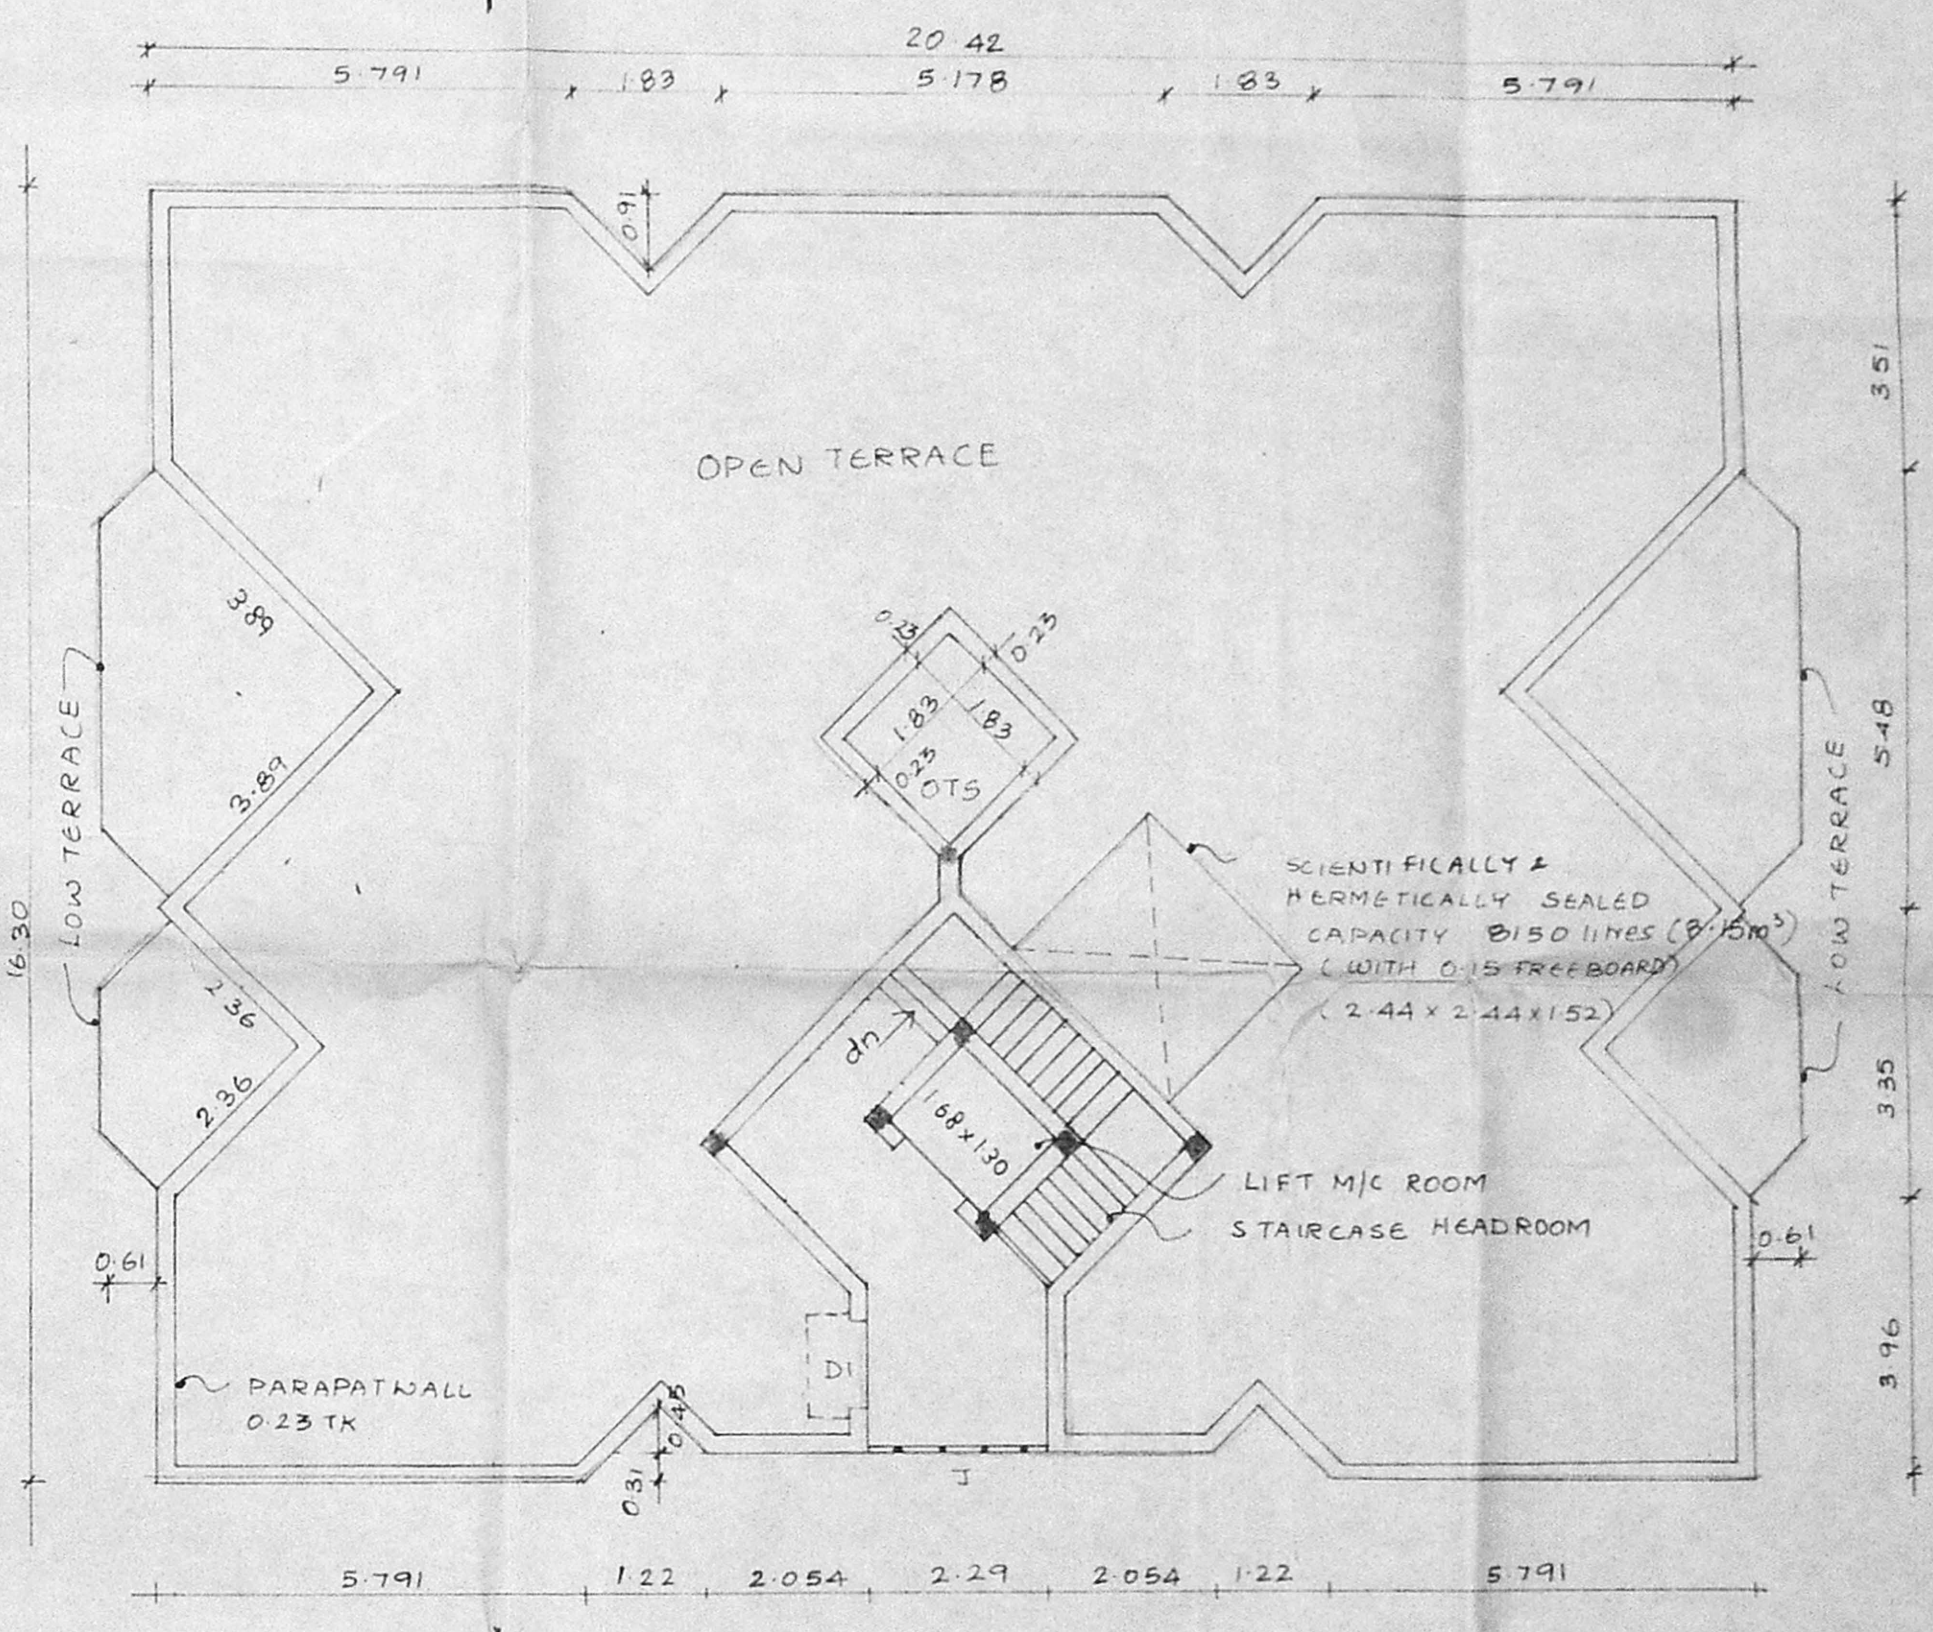 20.42
5.791 1.83 5.178 1.83 5.791
0.91
3.51
OPEN TERRACE
3.89
3.89
0.23
0.23
1.83
1.83
0.23
OTS
LOW TERRACE
16.30
5.48
LOW TERRACE
SCIENTIFICALLY &
HERMETICALLY SEALED
CAPACITY 8150 litres (8.15m³)
(WITH 0.15 FREEBOARD)
(2.44 x 2.44 x 1.52)
2.36
2.36
dn
1.68 x 1.30
3.35
LIFT M/C ROOM
STAIRCASE HEADROOM
0.61
0.61
D1
PARAPATWALL
0.23 TK
0.45
0.31
J
3.96
5.791 1.22 2.054 2.29 2.054 1.22 5.791